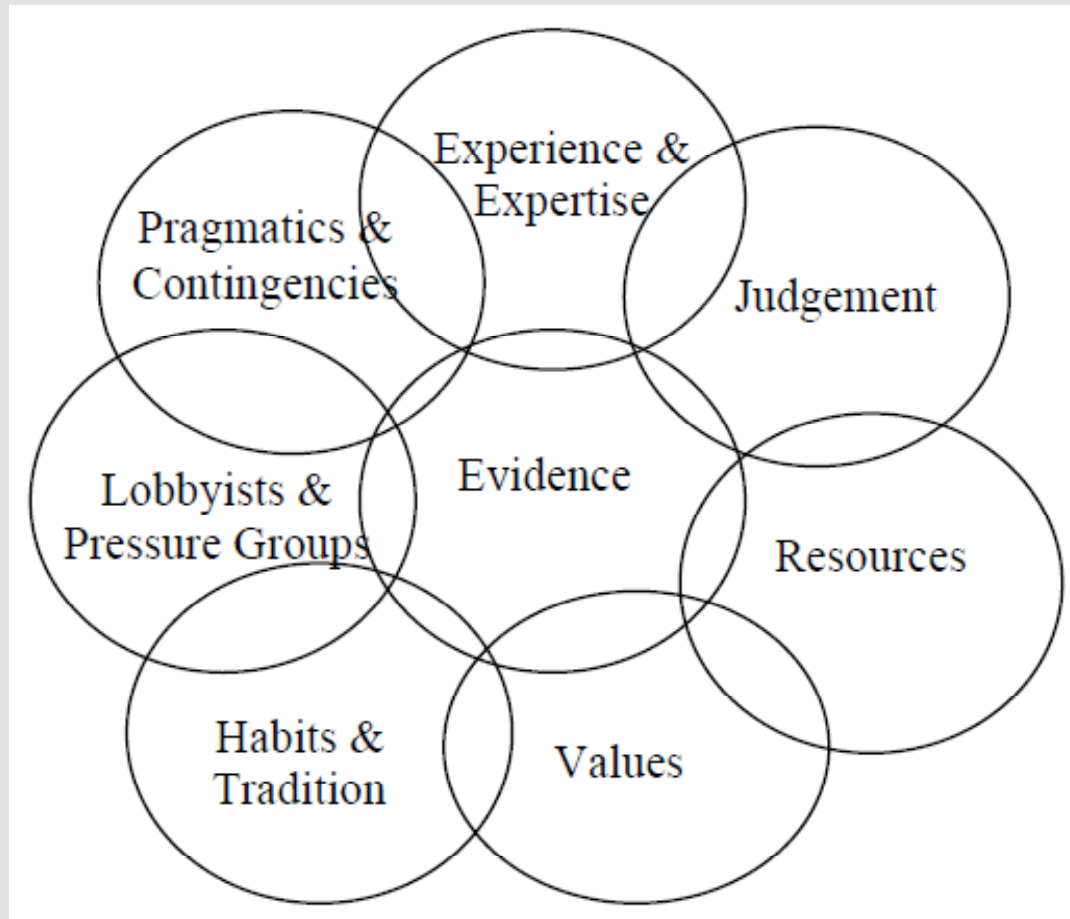 Experience &
Expertise
Pragmatics &
Contingencies
Judgement
Evidence
Lobbyists &
Pressure Groups
Resources
Habits &
Tradition
Values